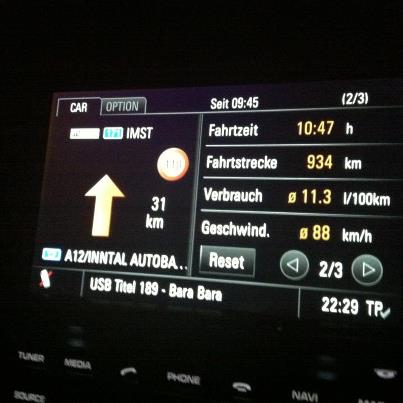 CAR OPTION Seit 09:45 (2/3)
171 IMST
Fahrtzeit 10:47 h
Fahrtstrecke 934 km
31 km
Verbrauch ø 11.3 l/100km
Geschwind. ø 88 km/h
A12/INNTAL AUTOBA...
Reset 2/3
USB Titel 189 - Bara Bara
22:29 TP
TUNER MEDIA PHONE NAVI
SOURCE